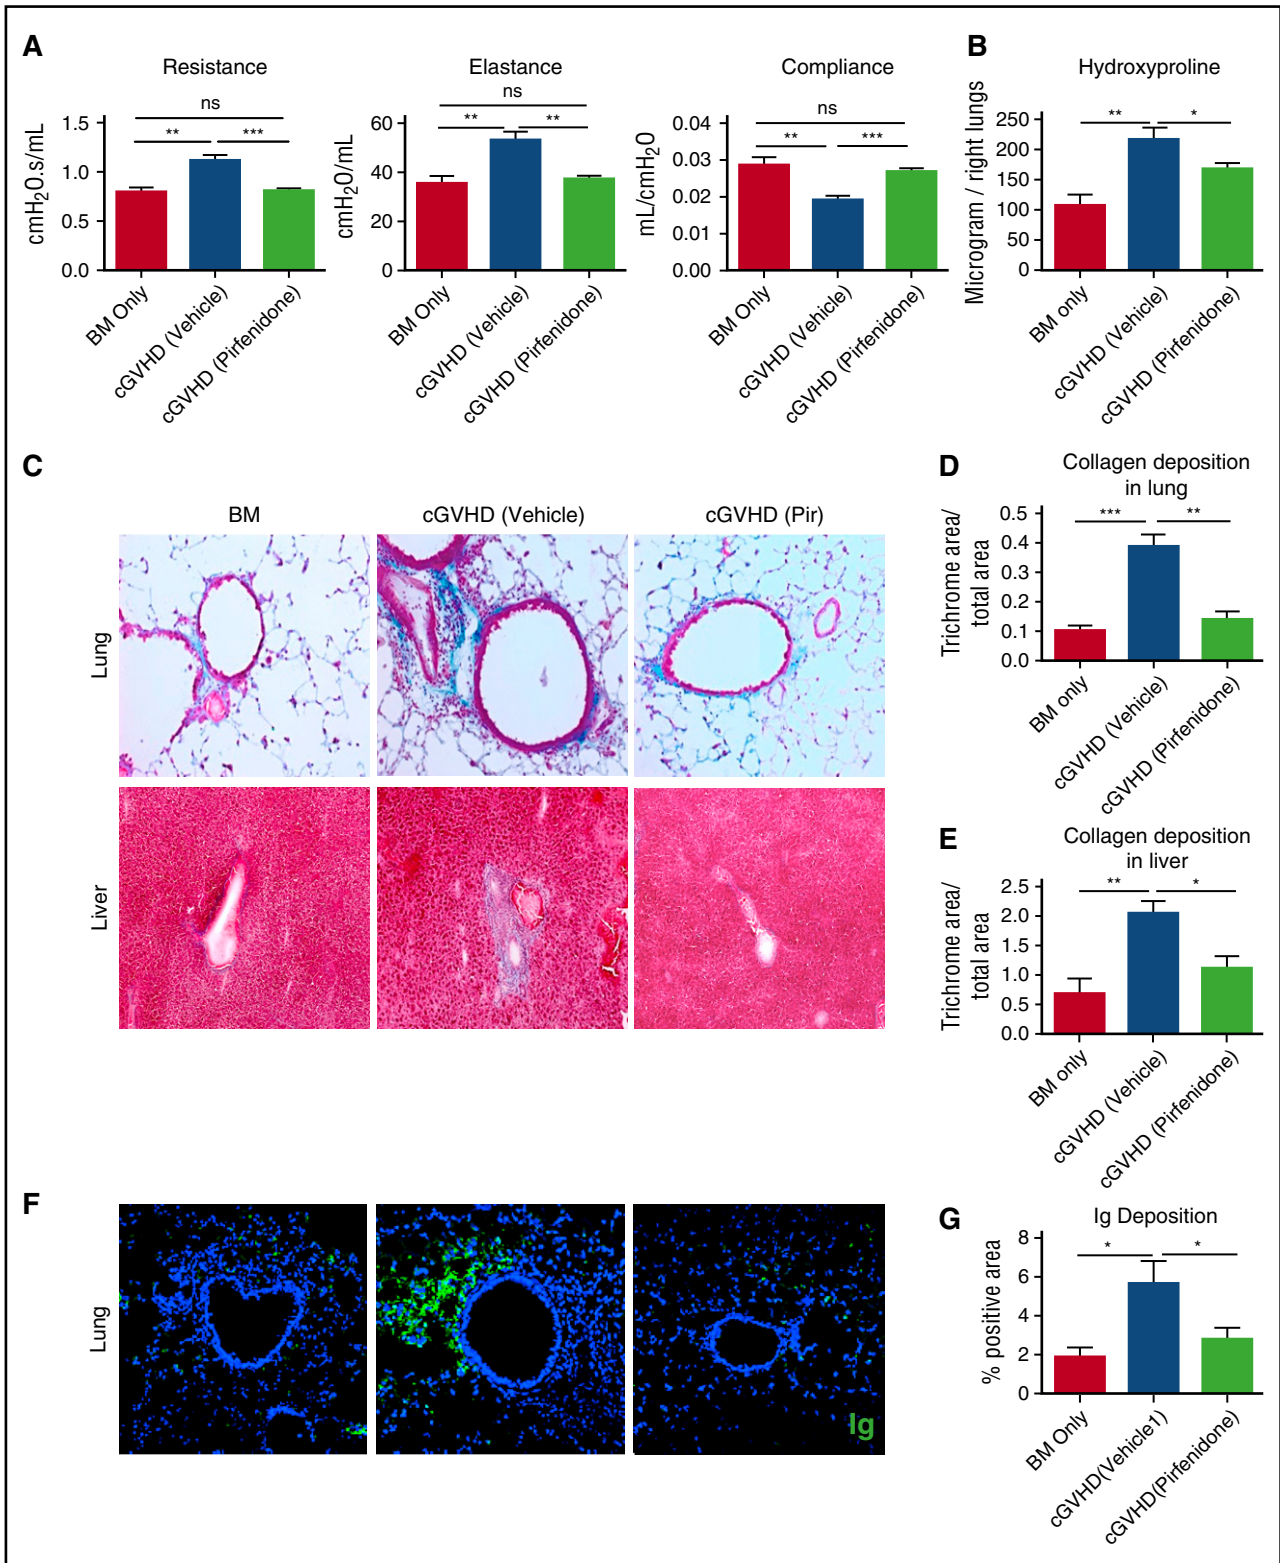 A
Resistance
ns
** ***
cmH2O.s/mL
1.5
1.0
0.5
0.0
BM Only
cGVHD (Vehicle)
cGVHD (Pirfenidone)
Elastance
ns
** **
cmH2O/mL
60
40
20
0
BM Only
cGVHD (Vehicle)
cGVHD (Pirfenidone)
Compliance
ns
** ***
mL/cmH2O
0.04
0.03
0.02
0.01
0.00
BM Only
cGVHD (Vehicle)
cGVHD (Pirfenidone)
B
Hydroxyproline
** *
Microgram / right lungs
250
200
150
100
50
0
BM only
cGVHD (Vehicle)
cGVHD (Pirfenidone)
C
BM
cGVHD (Vehicle)
cGVHD (Pir)
Lung
Liver
D
Collagen deposition
in lung
*** **
Trichrome area/
total area
0.5
0.4
0.3
0.2
0.1
0.0
BM only
cGVHD (Vehicle)
cGVHD (Pirfenidone)
E
Collagen deposition
in liver
** *
Trichrome area/
total area
2.5
2.0
1.5
1.0
0.5
0.0
BM only
cGVHD (Vehicle)
cGVHD (Pirfenidone)
F
Lung
Ig
G
Ig Deposition
* *
% positive area
8
6
4
2
0
BM Only
cGVHD(Vehicle1)
cGVHD(Pirfenidone)